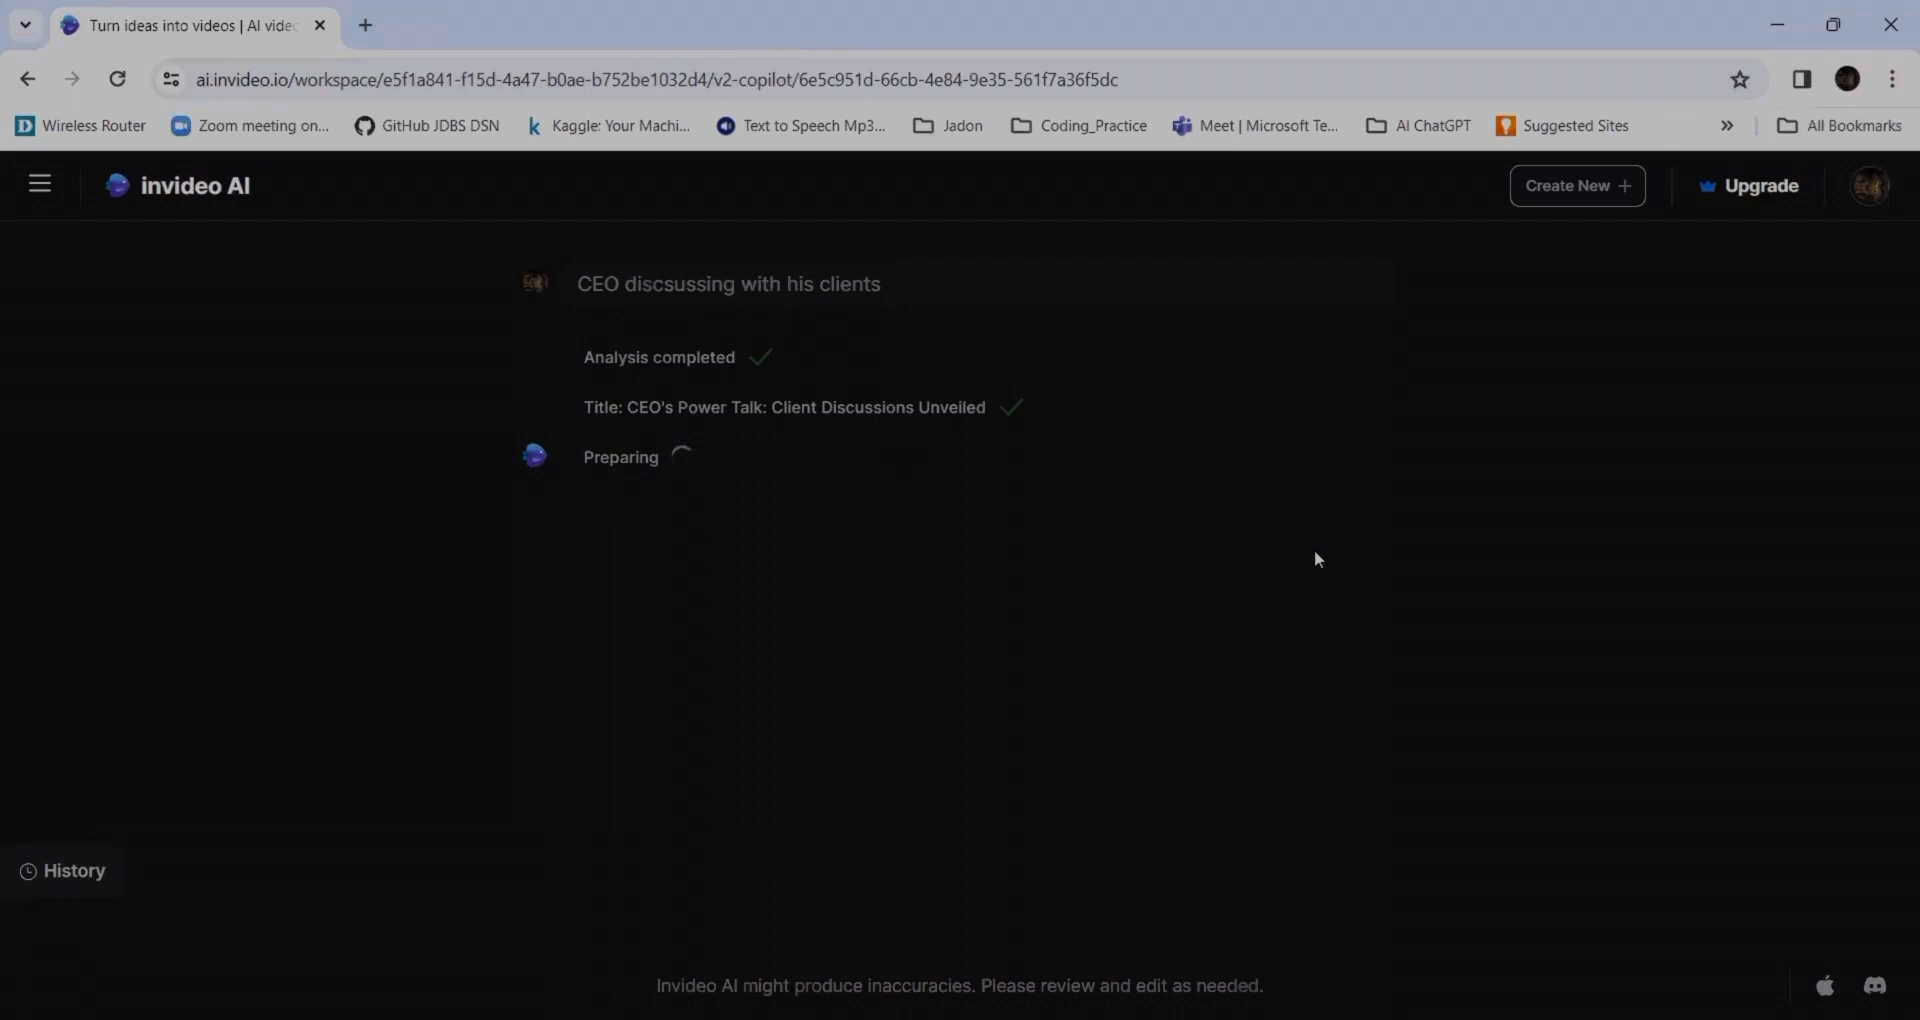 Turn ideas into videos | AI videc
ai.invideo.io/workspace/e5f1a841-f15d-4a47-b0ae-b752be1032d4/v2-copilot/6e5c951d-66cb-4e84-9e35-561f7a36f5dc
Wireless Router Zoom meeting on... GitHub JDBS DSN Kaggle: Your Machi... Text to Speech Mp3... Jadon Coding_Practice Meet | Microsoft Te... AI ChatGPT Suggested Sites » All Bookmarks
invideo AI Create New + Upgrade
CEO discsussing with his clients
Analysis completed
Title: CEO's Power Talk: Client Discussions Unveiled
Preparing
History
Invideo AI might produce inaccuracies. Please review and edit as needed.